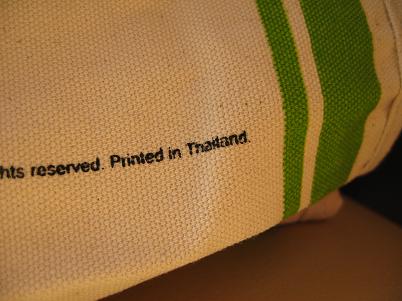 hts reserved. Printed in Thailand.